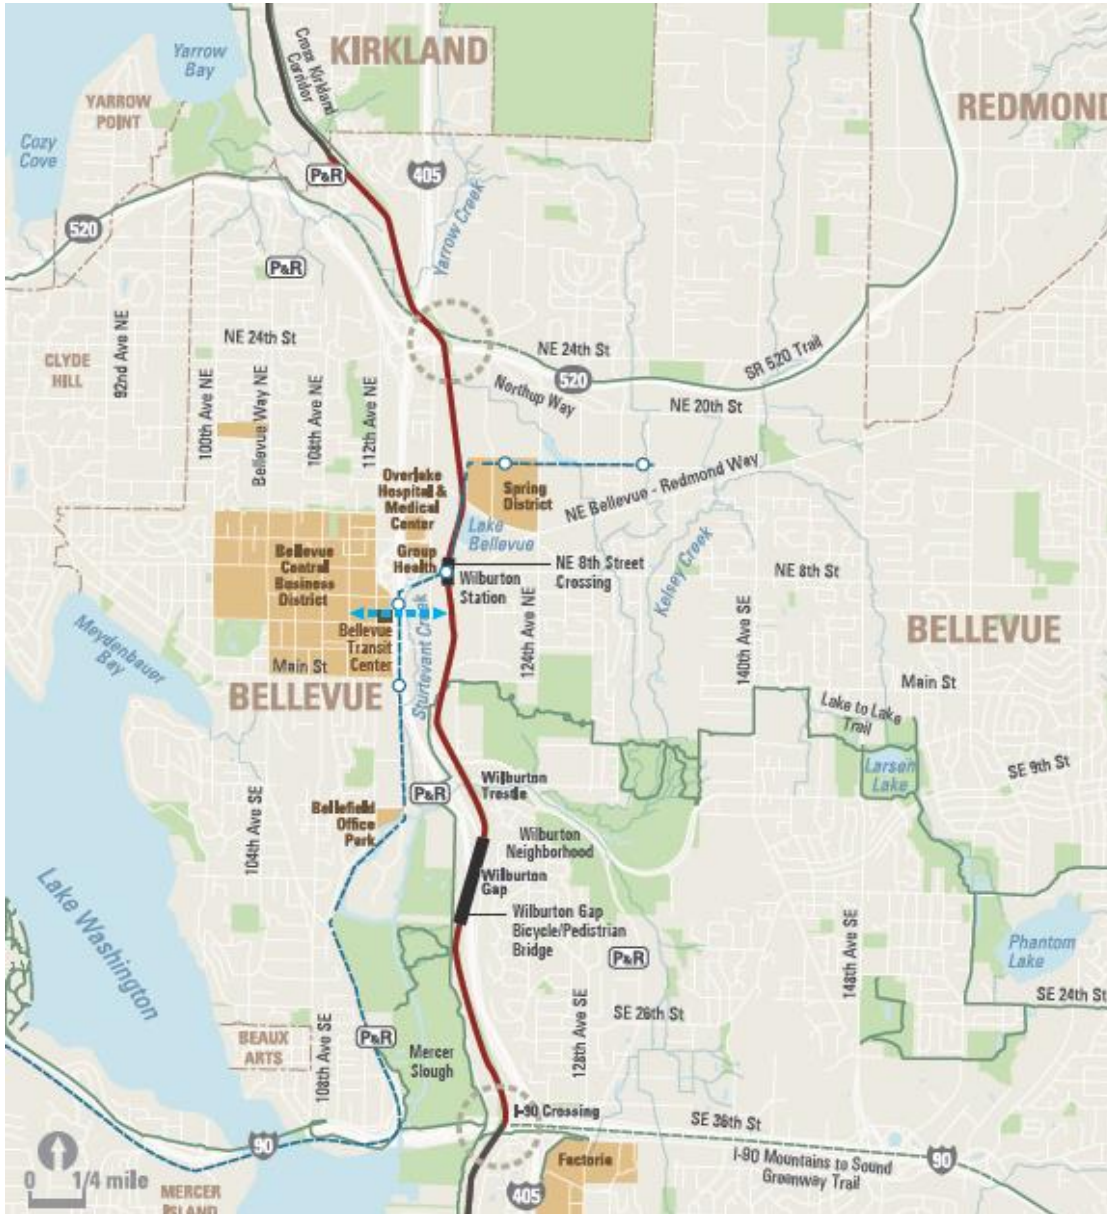 Yarrow
Bay
Cross Kirkland
Corridor
KIRKLAND
REDMOND
YARROW
POINT
Cozy
Cove
P&R
405
Yarrow Creek
520
P&R
92nd Ave NE
NE 24th St
NE 24th St
SR 520 Trail
CLYDE
HILL
520
Northup Way
NE 20th St
100th Ave NE
Bellevue Way NE
108th Ave NE
112th Ave NE
Overlake
Hospital &
Medical
Center
Spring
District
NE Bellevue - Redmond Way
Lake
Bellevue
Bellevue
Central
Business
District
Group
Health
Wilburton
Station
NE 8th Street
Crossing
Kelsey Creek
NE 8th St
124th Ave NE
140th Ave SE
BELLEVUE
Meydenbauer
Bay
Bellevue
Transit
Center
Sturtevant Creek
Main St
Main St
BELLEVUE
Lake to Lake
Trail
Larsen
Lake
SE 9th St
Wilburton
Trestle
P&R
Bellefield
Office
Park
Wilburton
Neighborhood
104th Ave SE
Wilburton
Gap
Lake Washington
Wilburton Gap
Bicycle/Pedistrian
Bridge
P&R
148th Ave SE
Phantom
Lake
SE 24th St
SE 26th St
128th Ave SE
108th Ave SE
P&R
BEAUX
ARTS
Mercer
Slough
I-90 Crossing
SE 36th St
90
I-90 Mountains to Sound
Greenway Trail
90
Factoria
405
0 1/4 mile
MERCER
ISLAND